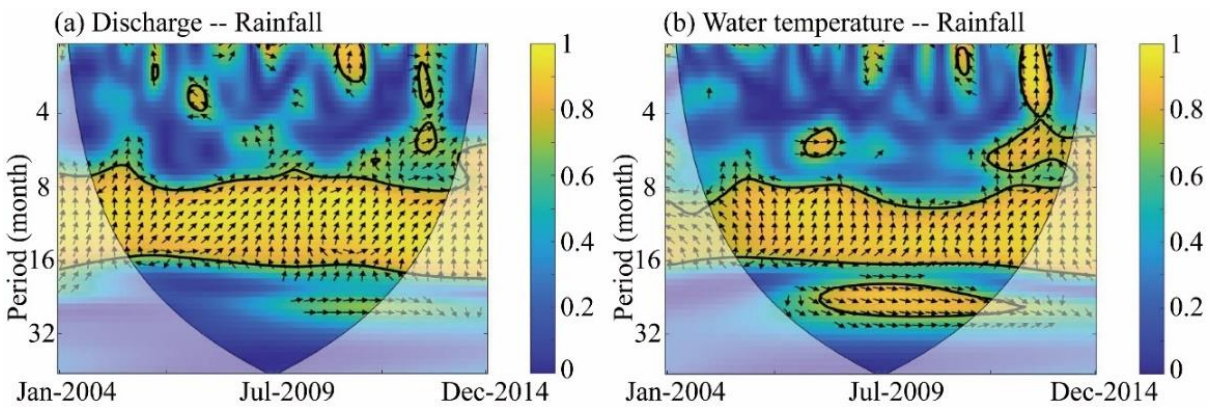 (a) Discharge -- Rainfall
(b) Water temperature -- Rainfall
Period (month)
4
8
16
32
Jan-2004
Jul-2009
Dec-2014
1
0.8
0.6
0.4
0.2
0
Period (month)
4
8
16
32
Jan-2004
Jul-2009
Dec-2014
1
0.8
0.6
0.4
0.2
0